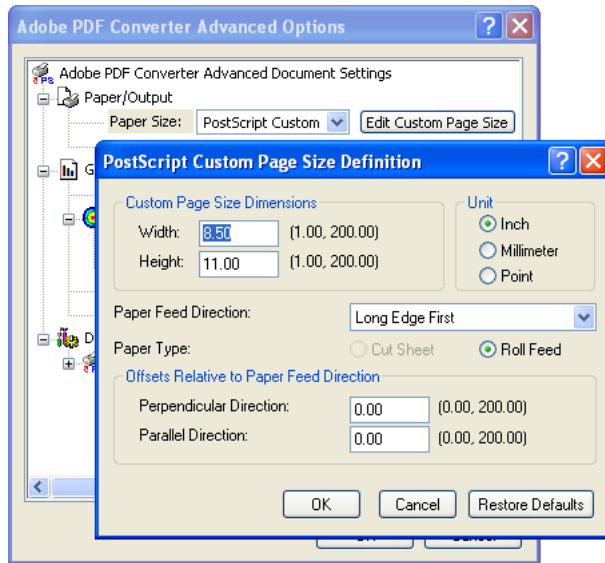 Adobe PDF Converter Advanced Options
Adobe PDF Converter Advanced Document Settings
Paper/Output
Paper Size: PostScript Custom Edit Custom Page Size
G
PostScript Custom Page Size Definition
Custom Page Size Dimensions
Unit
Width: 8.50 (1.00, 200.00)
Inch
Height: 11.00 (1.00, 200.00)
Millimeter
Point
Paper Feed Direction: Long Edge First
Paper Type: Cut Sheet Roll Feed
D
Offsets Relative to Paper Feed Direction
Perpendicular Direction: 0.00 (0.00, 200.00)
Parallel Direction: 0.00 (0.00, 200.00)
OK Cancel Restore Defaults